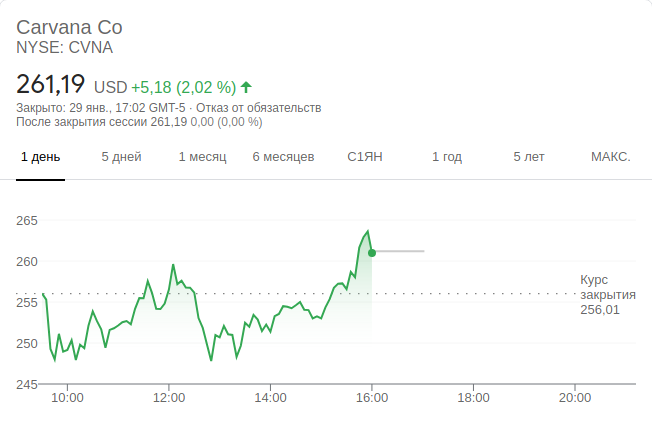 Carvana Co
NYSE: CVNA
261,19 USD +5,18 (2,02 %)
Закрыто: 29 янв., 17:02 GMT-5 · Отказ от обязательств
После закрытия сессии 261,19 0,00 (0,00 %)
1 день 5 дней 1 месяц 6 месяцев С1ЯН 1 год 5 лет МАКС.
265
260
255
250
245
Курс
закрытия
256,01
10:00 12:00 14:00 16:00 18:00 20:00